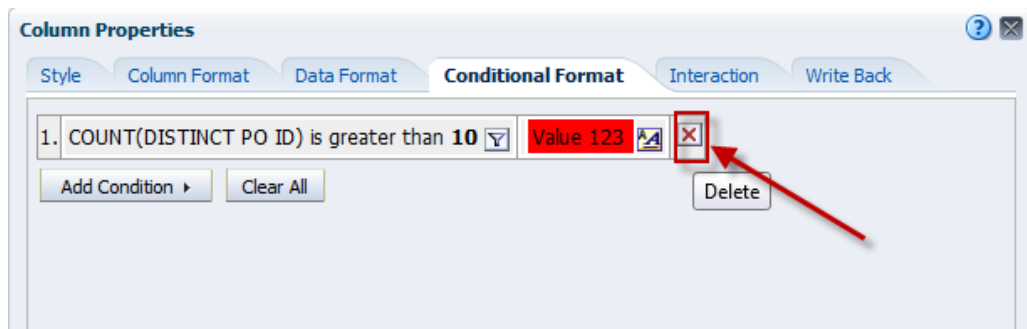 Column Properties
Style Column Format Data Format Conditional Format Interaction Write Back
1. COUNT(DISTINCT PO ID) is greater than 10 Value 123
Add Condition Clear All Delete